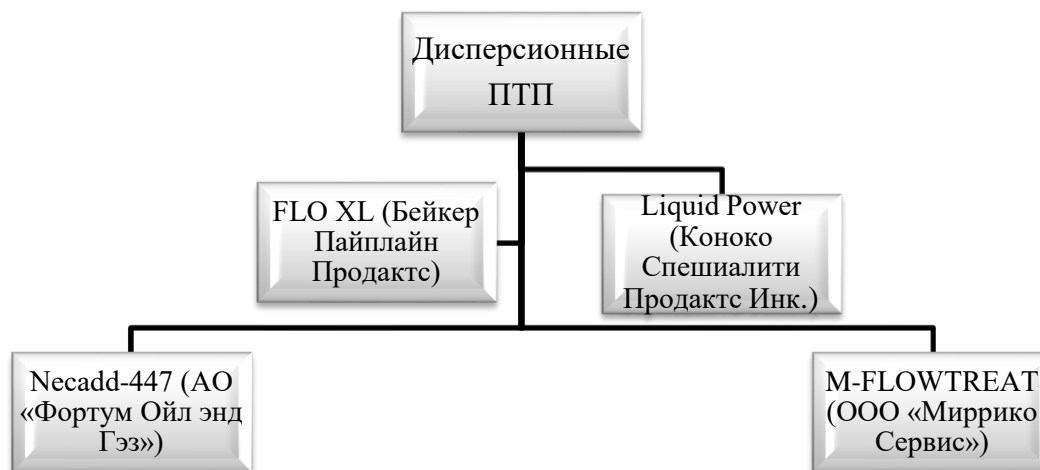 Дисперсионные
ПТП
FLO XL (Бейкер
Пайплайн
Продактс)
Liquid Power
(Коноко
Спешиалити
Продактс Инк.)
Necadd-447 (АО
«Фортум Ойл энд
Гэз»)
M-FLOWTREAT
(ООО «Миррико
Сервис»)